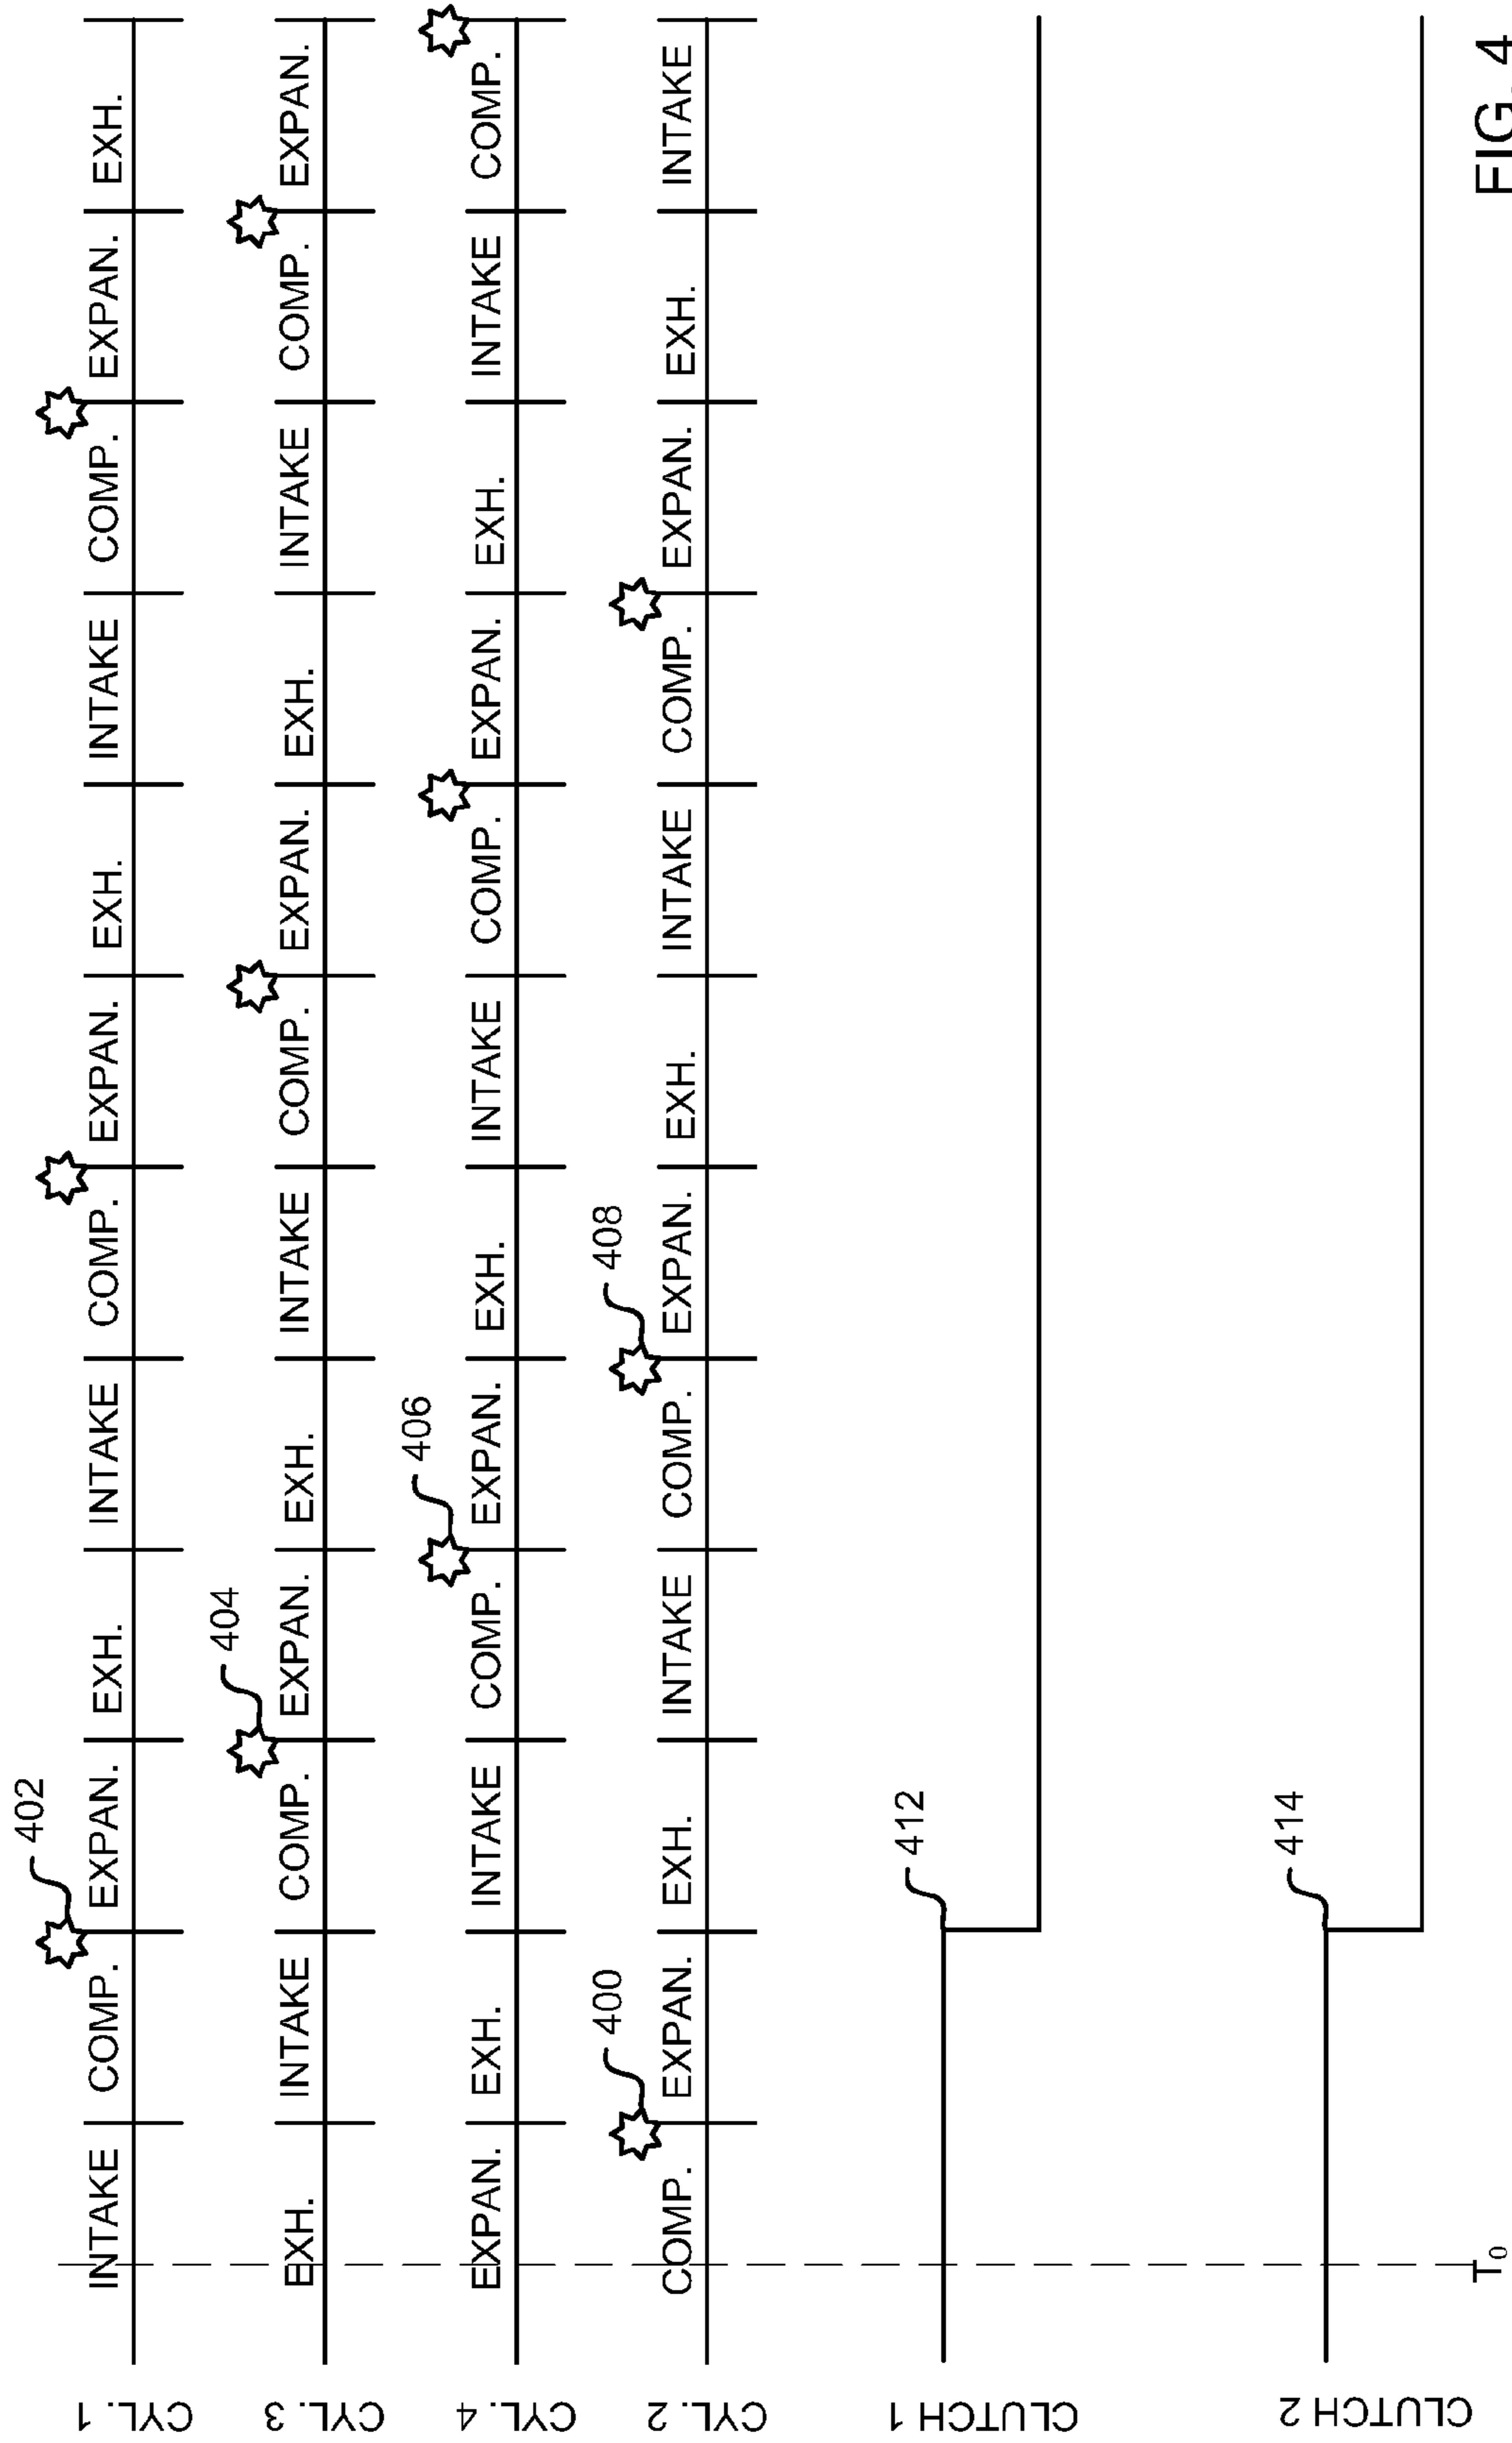 402
CYL. 1 INTAKE COMP. EXPAN. EXH. INTAKE COMP. EXPAN. EXH. INTAKE COMP. EXPAN. EXH.
404
CYL. 3 EXH. INTAKE COMP. EXPAN. EXH. INTAKE COMP. EXPAN. EXH. INTAKE COMP. EXPAN.
406
CYL. 4 EXPAN. EXH. INTAKE COMP. EXPAN. EXH. INTAKE COMP. EXPAN. EXH. INTAKE COMP.
400 408
CYL. 2 COMP. EXPAN. EXH. INTAKE COMP. EXPAN. EXH. INTAKE COMP. EXPAN. EXH. INTAKE
412
CLUTCH 1
414
CLUTCH 2
T0
FIG. 4